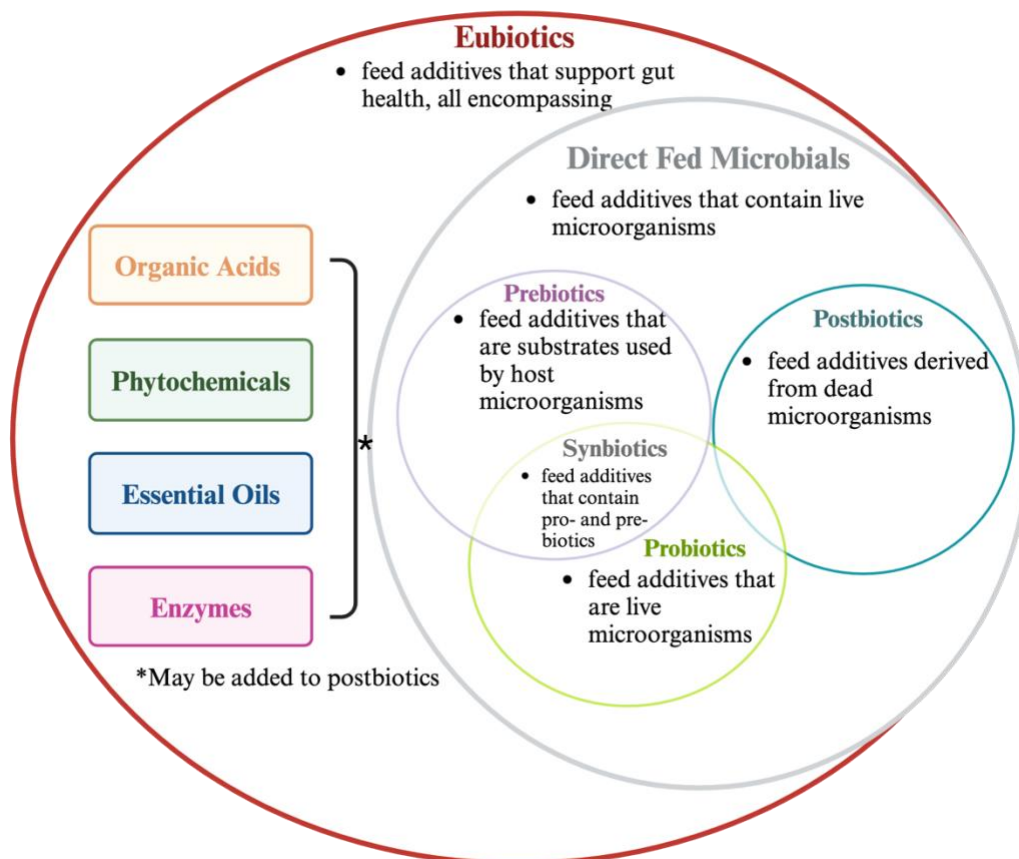 Eubiotics
• feed additives that support gut
health, all encompassing
Direct Fed Microbials
• feed additives that contain live
microorganisms
Organic Acids
Phytochemicals
Essential Oils
Enzymes
*
*May be added to postbiotics
Prebiotics
• feed additives that
are substrates used
by host
microorganisms
Postbiotics
• feed additives derived
from dead
microorganisms
Synbiotics
• feed additives
that contain
pro- and pre-
biotics
Probiotics
• feed additives that
are live
microorganisms